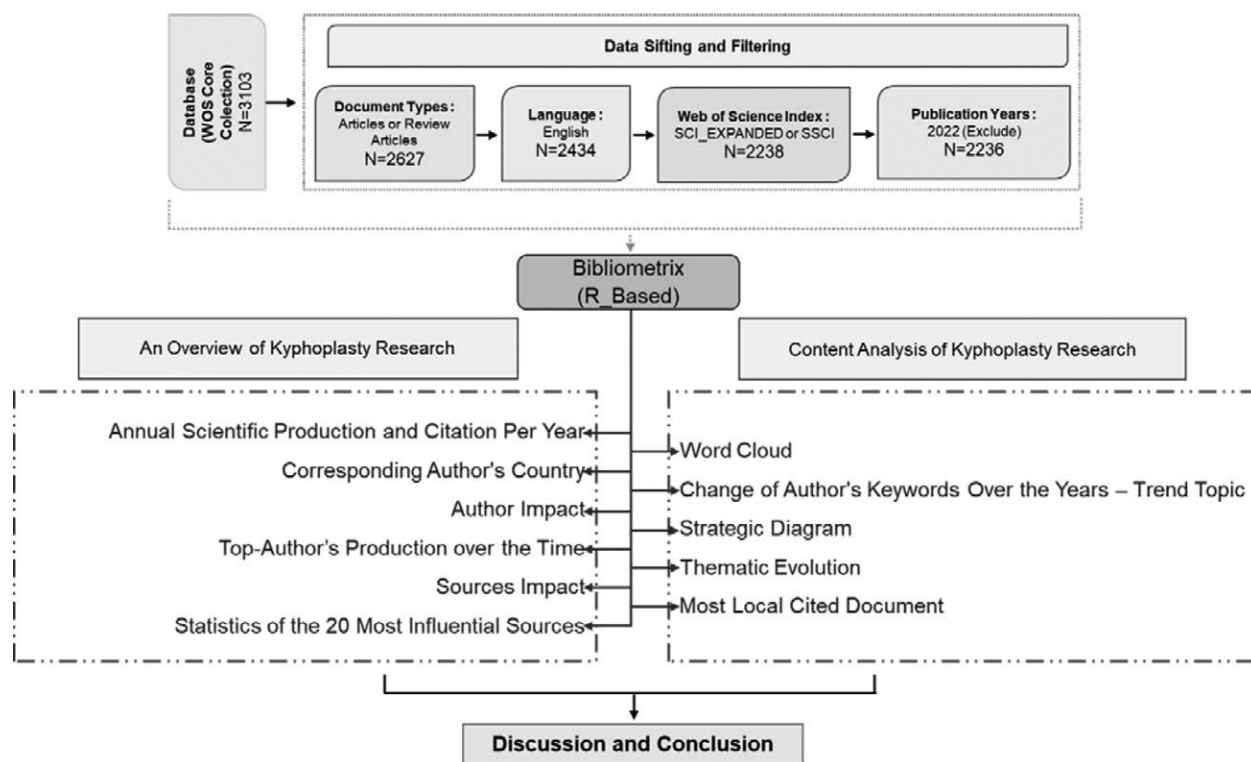 Database
(WOS Core
Colection)
N=3103
Data Sifting and Filtering
Document Types:
Articles or Review
Articles
N=2627
Language:
English
N=2434
Web of Science Index:
SCI_EXPANDED or SSCI
N=2238
Publication Years:
2022 (Exclude)
N=2236
Bibliometrix
(R_Based)
An Overview of Kyphoplasty Research
Annual Scientific Production and Citation Per Year
Corresponding Author's Country
Author Impact
Top-Author's Production over the Time
Sources Impact
Statistics of the 20 Most Influential Sources
Content Analysis of Kyphoplasty Research
Word Cloud
Change of Author's Keywords Over the Years – Trend Topic
Strategic Diagram
Thematic Evolution
Most Local Cited Document
Discussion and Conclusion